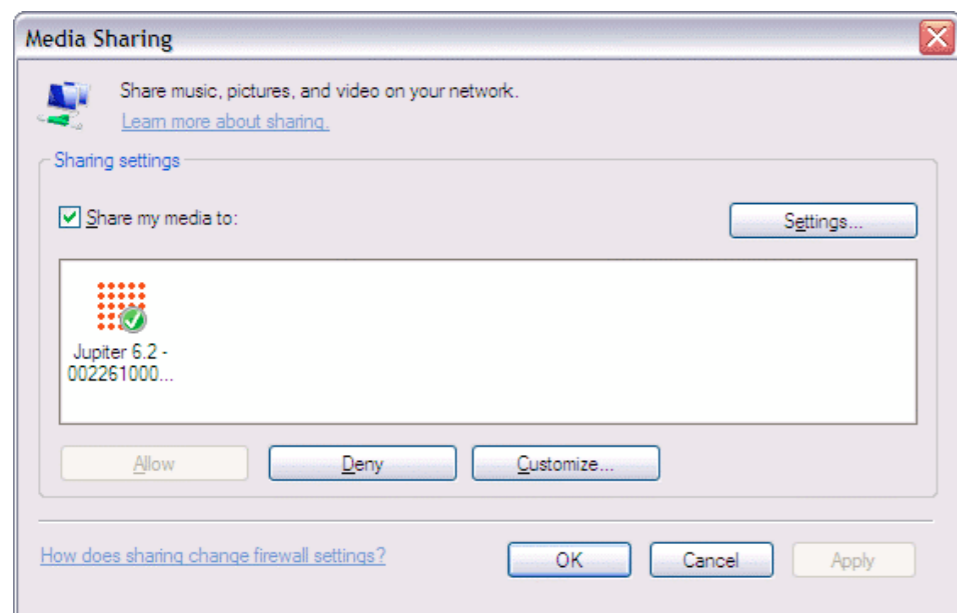 Media Sharing
Share music, pictures, and video on your network.
Learn more about sharing.
Sharing settings
Share my media to:
Settings...
Jupiter 6.2 -
002261000...
Allow
Deny
Customize...
How does sharing change firewall settings?
OK
Cancel
Apply